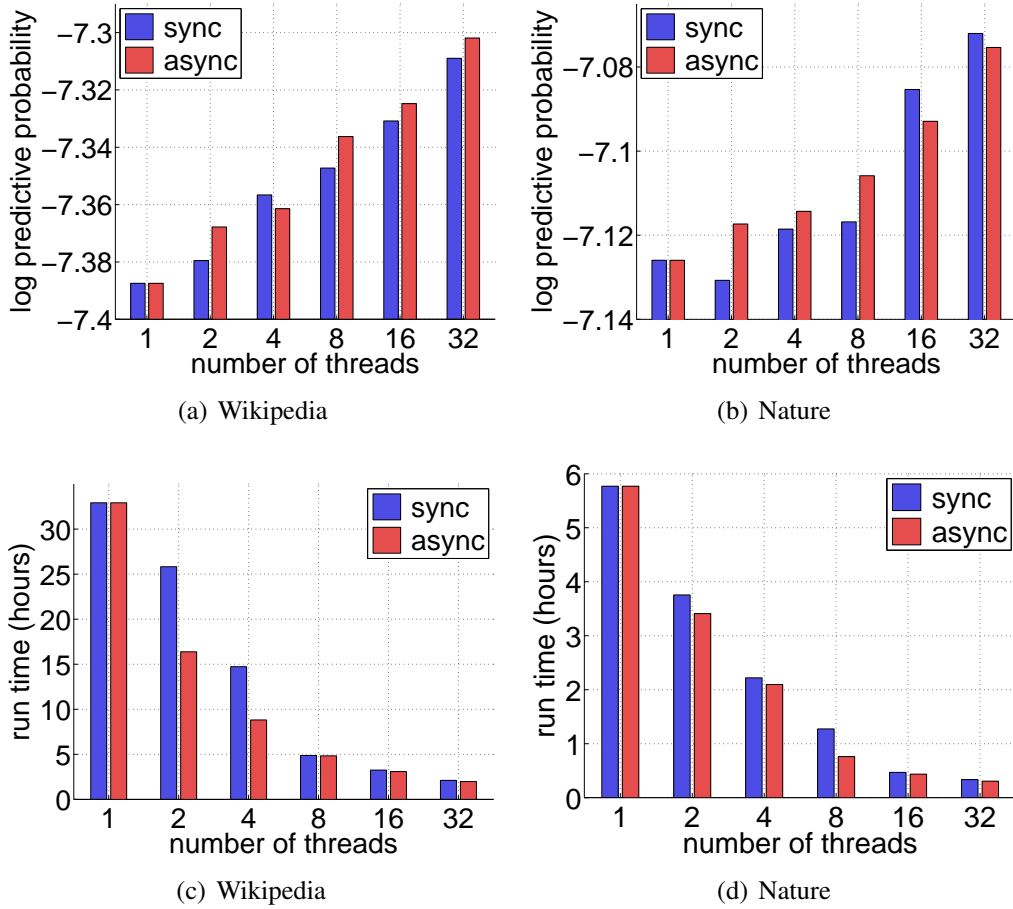 log predictive probability
−7.3
−7.32
−7.34
−7.36
−7.38
−7.4
sync
async
1 2 4 8 16 32
number of threads
(a) Wikipedia
log predictive probability
−7.08
−7.1
−7.12
−7.14
sync
async
1 2 4 8 16 32
number of threads
(b) Nature
run time (hours)
30
25
20
15
10
5
0
sync
async
1 2 4 8 16 32
number of threads
(c) Wikipedia
run time (hours)
6
5
4
3
2
1
0
sync
async
1 2 4 8 16 32
number of threads
(d) Nature